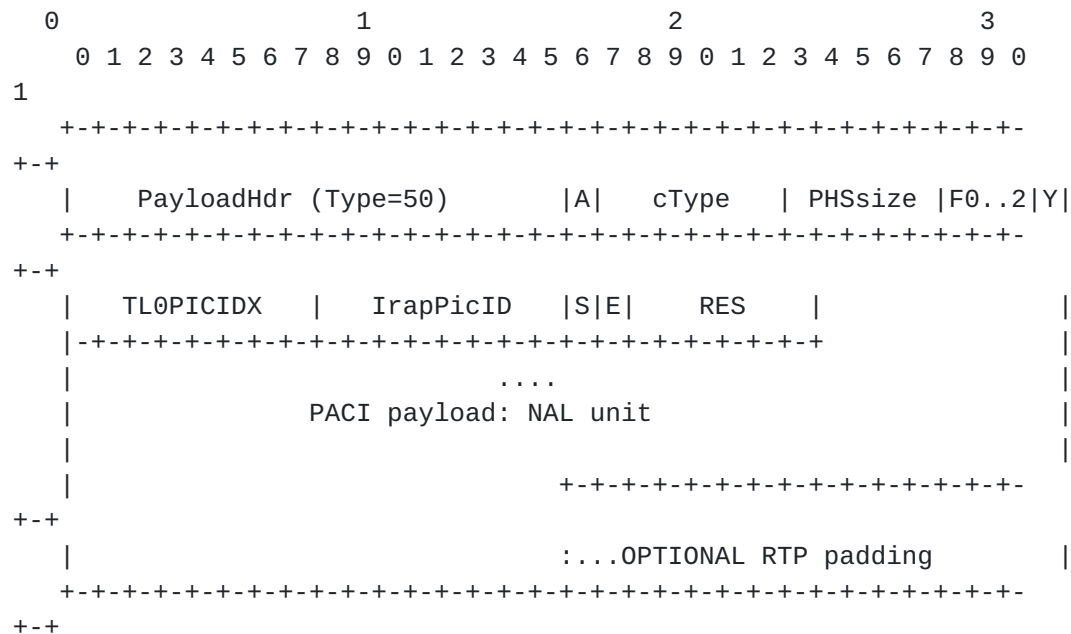 0                   1                   2                   3
    0 1 2 3 4 5 6 7 8 9 0 1 2 3 4 5 6 7 8 9 0 1 2 3 4 5 6 7 8 9 0
1
   +-+-+-+-+-+-+-+-+-+-+-+-+-+-+-+-+-+-+-+-+-+-+-+-+-+-+-+-+-+-+-
+-+
   |    PayloadHdr (Type=50)       |A|   cType   | PHSsize |F0..2|Y|
   +-+-+-+-+-+-+-+-+-+-+-+-+-+-+-+-+-+-+-+-+-+-+-+-+-+-+-+-+-+-+-
+-+
   |   TL0PICIDX   |   IrapPicID   |S|E|    RES    |               |
   |-+-+-+-+-+-+-+-+-+-+-+-+-+-+-+-+-+-+-+-+-+-+-+-+               |
   |                           ....                                |
   |               PACI payload: NAL unit                          |
   |                                                               |
   |                               +-+-+-+-+-+-+-+-+-+-+-+-+-+-+-
+-+
   |                               :...OPTIONAL RTP padding        |
   +-+-+-+-+-+-+-+-+-+-+-+-+-+-+-+-+-+-+-+-+-+-+-+-+-+-+-+-+-+-+-
+-+